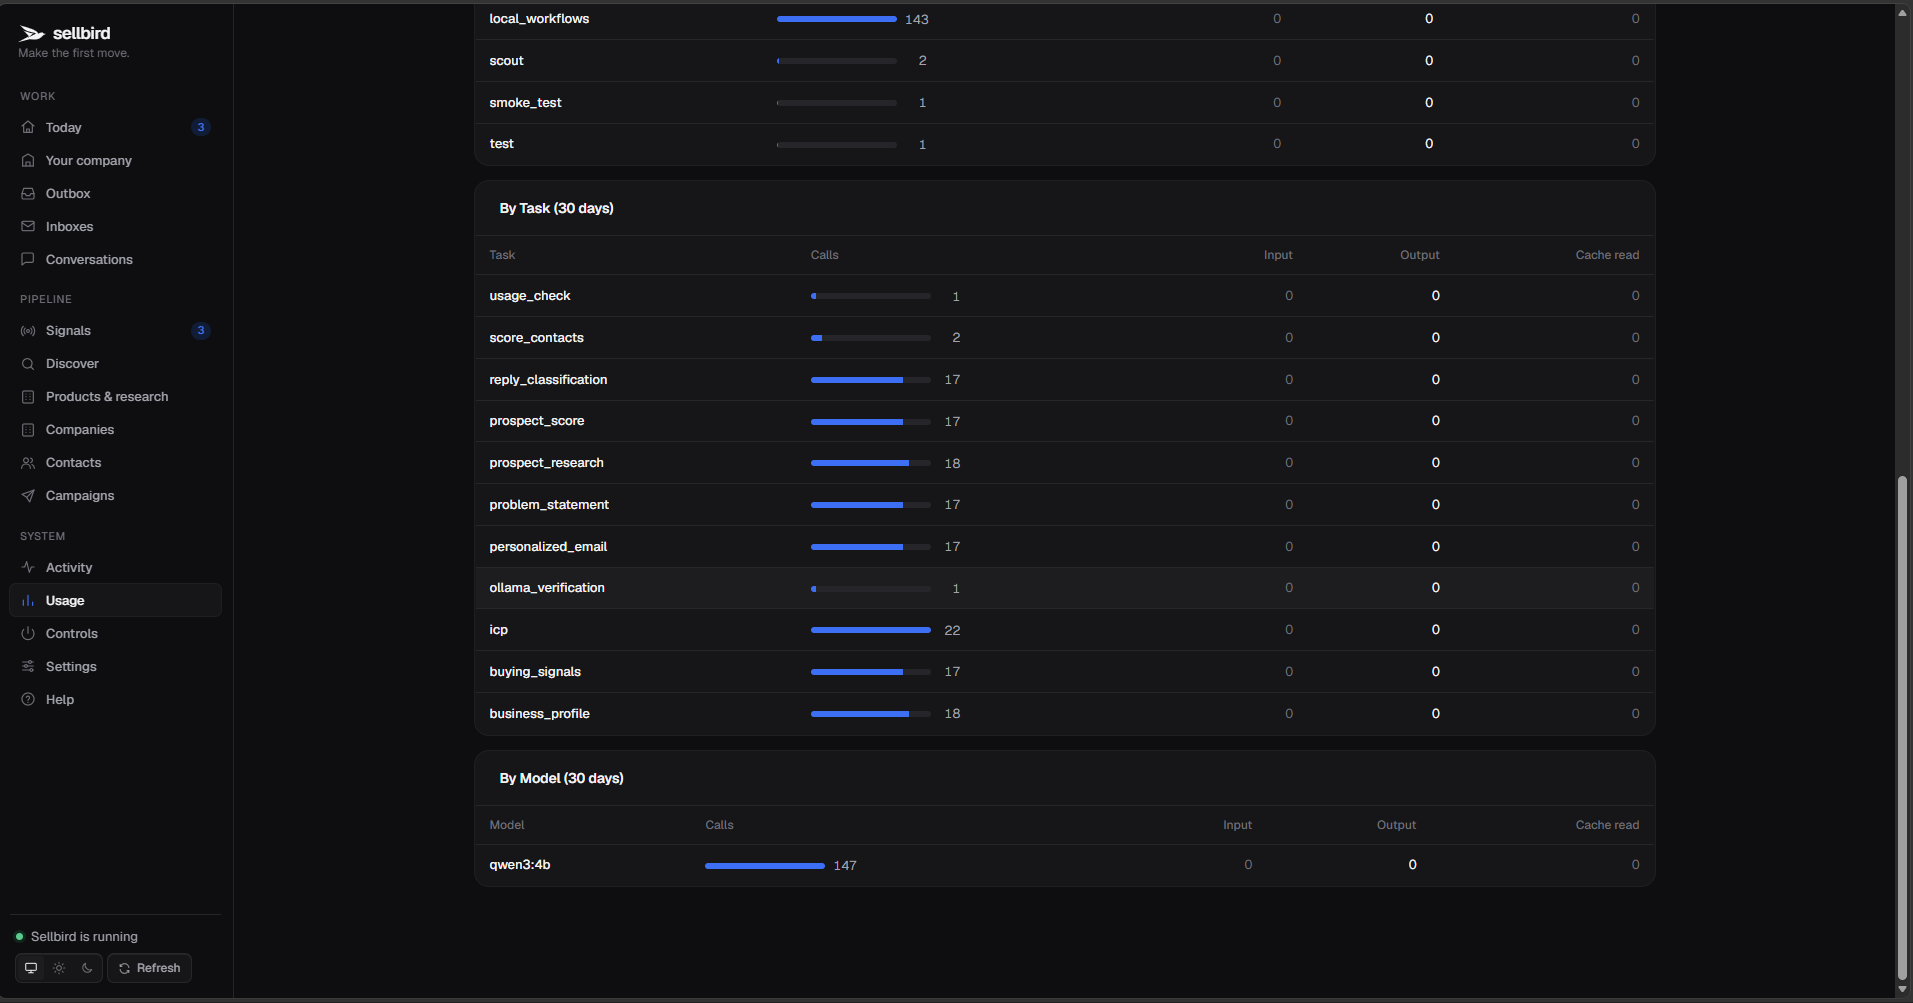 sellbird
Make the first move.
WORK
Today 3
Your company
Outbox
Inboxes
Conversations
PIPELINE
Signals 3
Discover
Products & research
Companies
Contacts
Campaigns
SYSTEM
Activity
Usage
Controls
Settings
Help
Sellbird is running
Refresh
local_workflows 143 0 0 0
scout 2 0 0 0
smoke_test 1 0 0 0
test 1 0 0 0
By Task (30 days)
Task Calls Input Output Cache read
usage_check 1 0 0 0
score_contacts 2 0 0 0
reply_classification 17 0 0 0
prospect_score 17 0 0 0
prospect_research 18 0 0 0
problem_statement 17 0 0 0
personalized_email 17 0 0 0
ollama_verification 1 0 0 0
icp 22 0 0 0
buying_signals 17 0 0 0
business_profile 18 0 0 0
By Model (30 days)
Model Calls Input Output Cache read
qwen3:4b 147 0 0 0